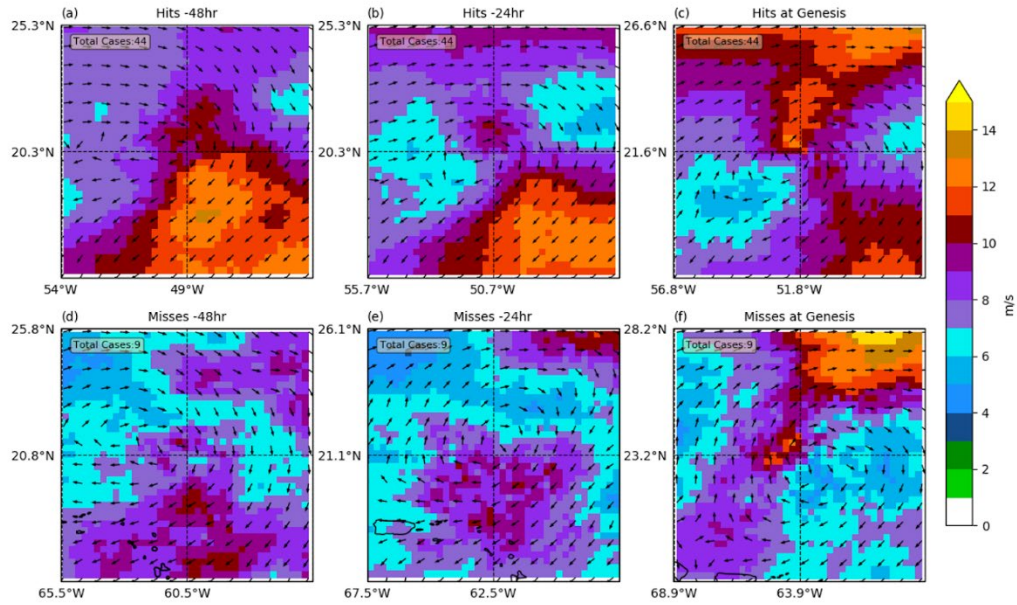 (a) Hits -48hr
25.3°N
Total Cases:44
20.3°N
54°W 49°W
(b) Hits -24hr
25.3°N
Total Cases:44
20.3°N
55.7°W 50.7°W
(c) Hits at Genesis
26.6°N
Total Cases:44
21.6°N
56.8°W 51.8°W
(d) Misses -48hr
25.8°N
Total Cases:9
20.8°N
65.5°W 60.5°W
(e) Misses -24hr
26.1°N
Total Cases:9
21.1°N
67.5°W 62.5°W
(f) Misses at Genesis
28.2°N
Total Cases:9
23.2°N
68.9°W 63.9°W
14
12
10
8
6
4
2
0
m/s